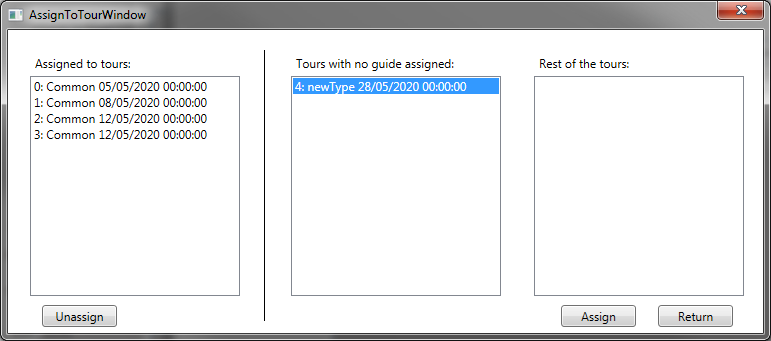 AssignToTourWindow
Assigned to tours:
0: Common 05/05/2020 00:00:00
1: Common 08/05/2020 00:00:00
2: Common 12/05/2020 00:00:00
3: Common 12/05/2020 00:00:00
Unassign
Tours with no guide assigned:
4: newType 28/05/2020 00:00:00
Rest of the tours:
Assign
Return